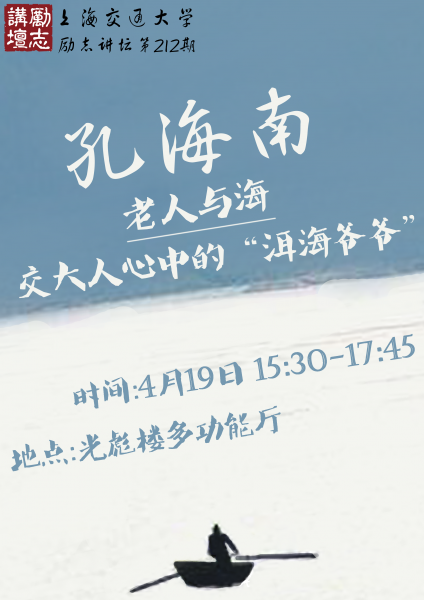 勵志
講壇
上海交通大学
励志讲坛第212期
孔海南
老人与海
交大人心中的“洱海爷爷”
时间:4月19日 15:30-17:45
地点:光彪楼多功能厅